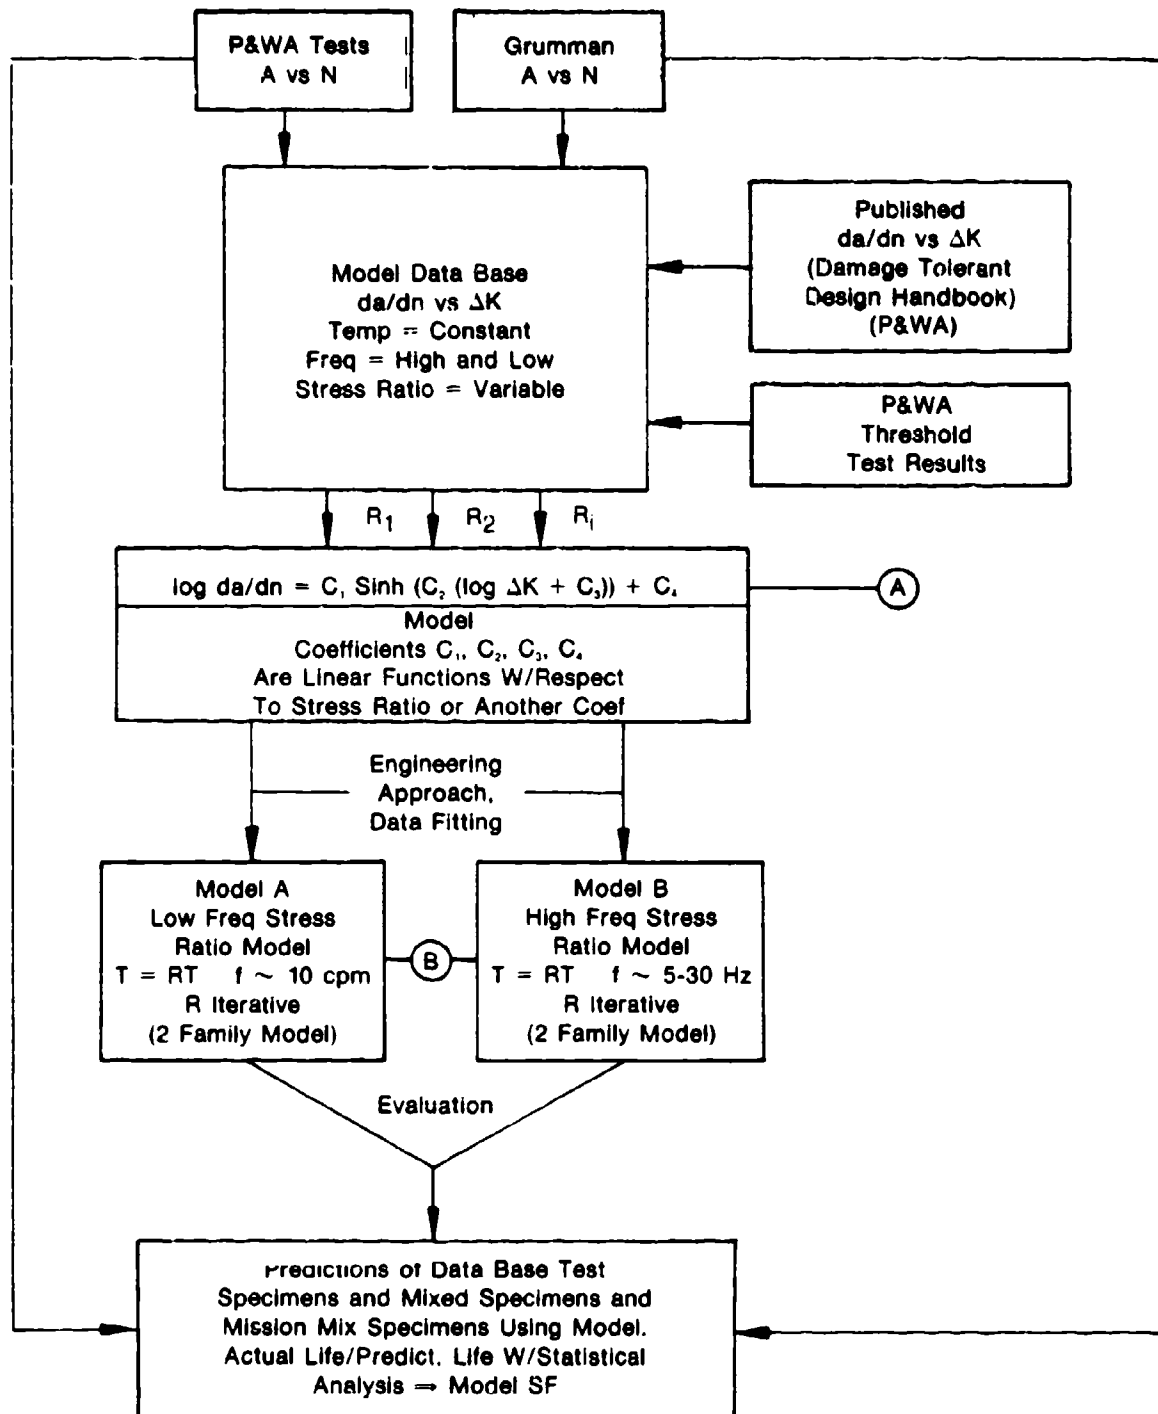 P&WA Tests
A vs N
Grumman
A vs N
Model Data Base
da/dn vs ΔK
Temp = Constant
Freq = High and Low
Stress Ratio = Variable
Published
da/dn vs ΔK
(Damage Tolerant
Design Handbook)
(P&WA)
P&WA
Threshold
Test Results
R₁ R₂ Rᵢ
log da/dn = C₁ Sinh (C₂ (log ΔK + C₃)) + C₄
A
Model
Coefficients C₁, C₂, C₃, C₄
Are Linear Functions W/Respect
To Stress Ratio or Another Coef
Engineering
Approach,
Data Fitting
Model A
Low Freq Stress
Ratio Model
T = RT f ~ 10 cpm
R Iterative
(2 Family Model)
B
Model B
High Freq Stress
Ratio Model
T = RT f ~ 5-30 Hz
R Iterative
(2 Family Model)
Evaluation
Predictions of Data Base Test
Specimens and Mixed Specimens and
Mission Mix Specimens Using Model.
Actual Life/Predict. Life W/Statistical
Analysis ⇒ Model SF